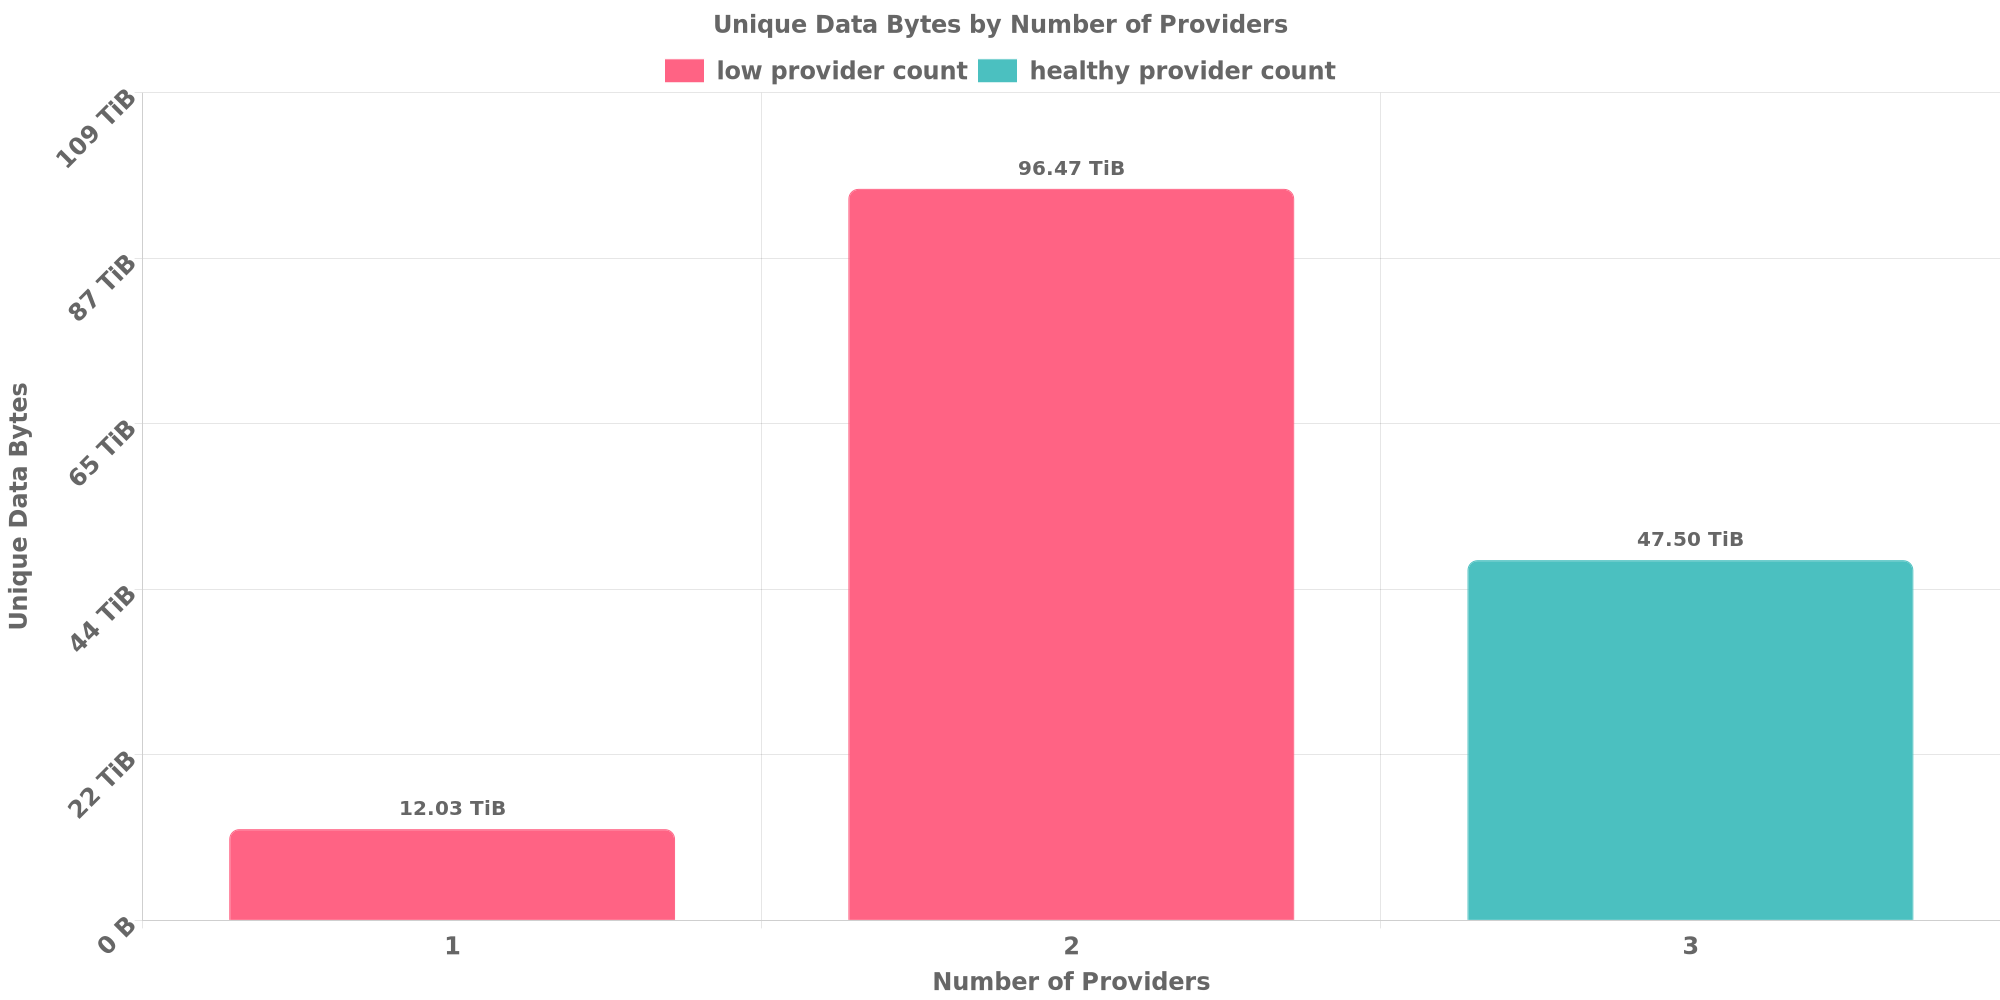 Unique Data Bytes by Number of Providers
low provider count healthy provider count
109 TiB
87 TiB
65 TiB
44 TiB
22 TiB
0 B
Unique Data Bytes
12.03 TiB
96.47 TiB
47.50 TiB
1 2 3
Number of Providers